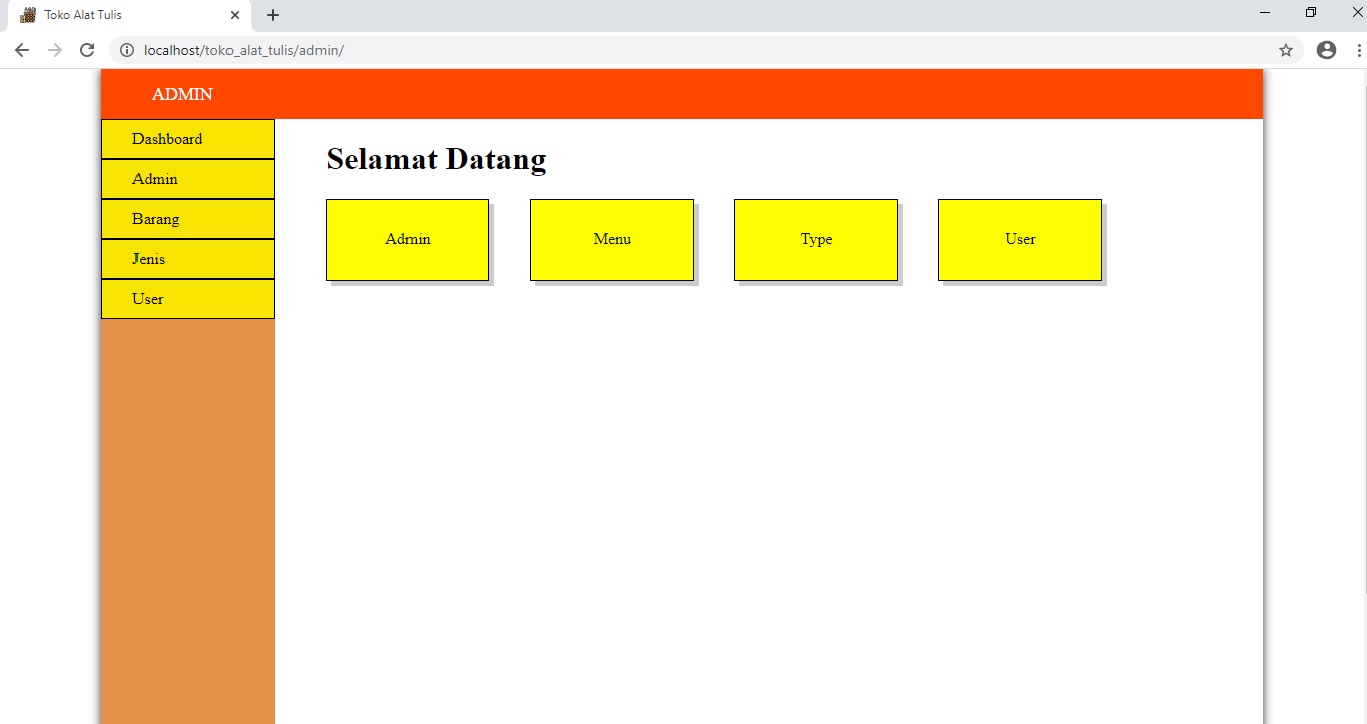 Toko Alat Tulis
localhost/toko_alat_tulis/admin/
ADMIN
Dashboard
Admin
Barang
Jenis
User
Selamat Datang
Admin
Menu
Type
User